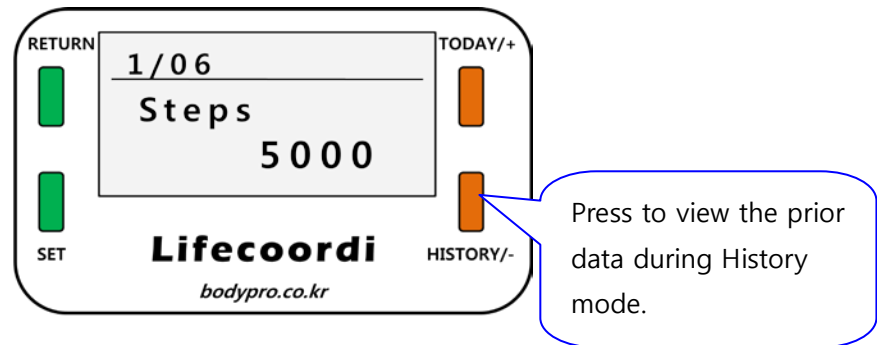 RETURN
TODAY/+
1/06
Steps
5000
SET
Lifecoordi
HISTORY/-
bodypro.co.kr
Press to view the prior
data during History
mode.